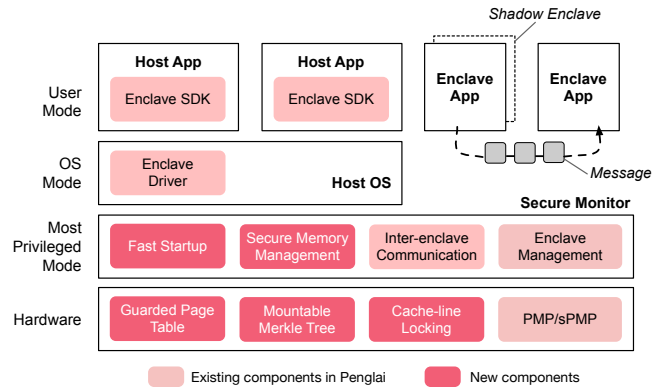 Shadow Enclave
Host App
Host App
Enclave
App
Enclave
App
User
Mode
Enclave SDK
Enclave SDK
OS
Mode
Enclave
Driver
Host OS
Message
Secure Monitor
Most
Privileged
Mode
Fast Startup
Secure Memory
Management
Inter-enclave
Communication
Enclave
Management
Hardware
Guarded Page
Table
Mountable
Merkle Tree
Cache-line
Locking
PMP/sPMP
Existing components in Penglai
New components